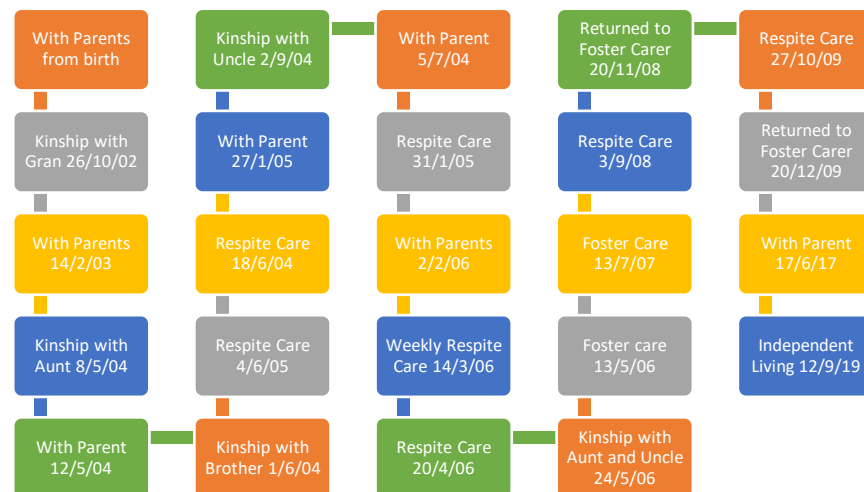 With Parents
from birth
Kinship with
Gran 26/10/02
With Parents
14/2/03
Kinship with
Aunt 8/5/04
With Parent
12/5/04
Kinship with
Brother 1/6/04
Respite Care
4/6/05
Respite Care
18/6/04
With Parent
27/1/05
Kinship with
Uncle 2/9/04
With Parent
5/7/04
Respite Care
31/1/05
With Parents
2/2/06
Weekly Respite
Care 14/3/06
Respite Care
20/4/06
Kinship with
Aunt and Uncle
24/5/06
Foster care
13/5/06
Foster Care
13/7/07
Respite Care
3/9/08
Returned to
Foster Carer
20/11/08
Respite Care
27/10/09
Returned to
Foster Carer
20/12/09
With Parent
17/6/17
Independent
Living 12/9/19